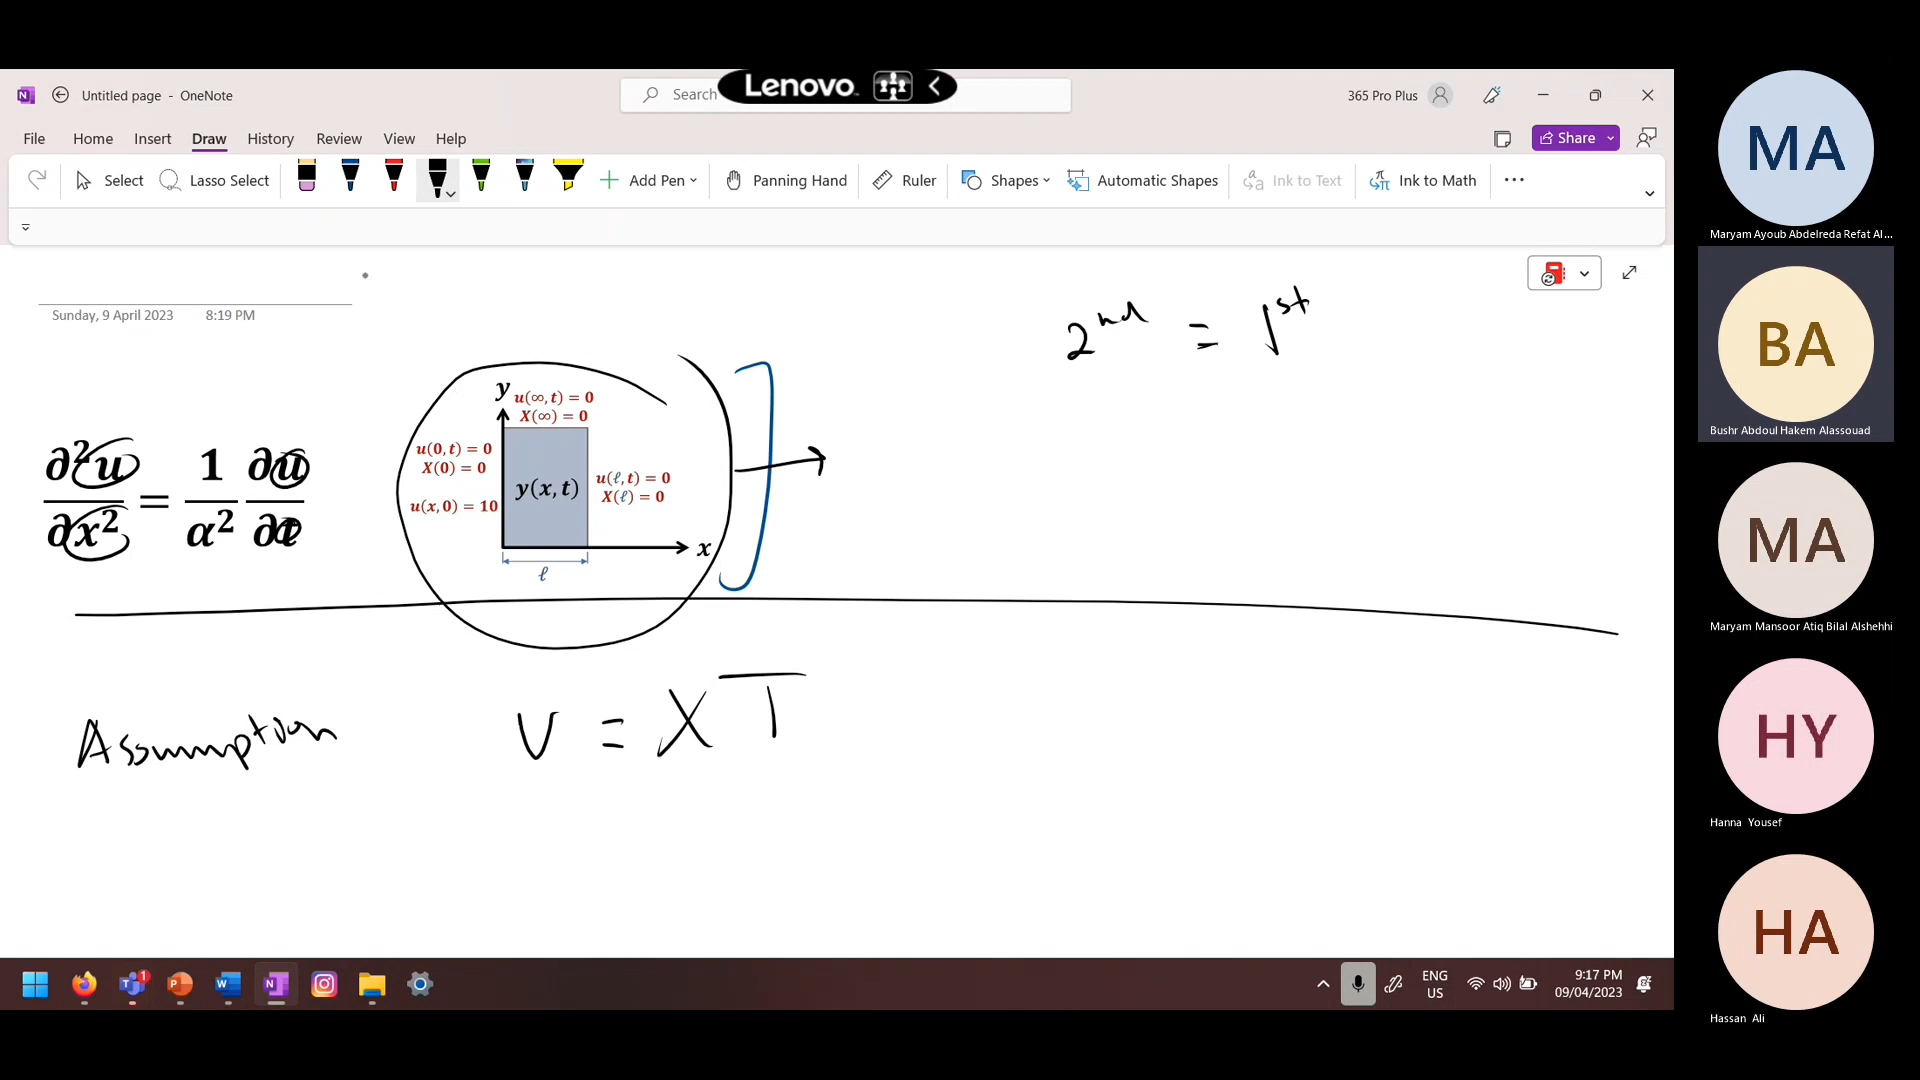 Lenovo
Untitled page - OneNote
Search
365 Pro Plus
File Home Insert Draw History Review View Help
Share
Select Lasso Select Add Pen Panning Hand Ruler Shapes Automatic Shapes Ink to Text Ink to Math
Sunday, 9 April 2023 8:19 PM
2nd = 1st
y
u(∞, t) = 0
X(∞) = 0
u(0, t) = 0
X(0) = 0
u(x, 0) = 10
y(x, t)
u(ℓ, t) = 0
X(ℓ) = 0
x
ℓ
∂²u/∂x² = 1/α² ∂u/∂t
Assumption U = X T
1
ENG
US
9:17 PM
09/04/2023
MA
Maryam Ayoub Abdelreda Refat Al...
BA
Bushr Abdoul Hakem Alassouad
MA
Maryam Mansoor Atiq Bilal Alshehhi
HY
Hanna Yousef
HA
Hassan Ali